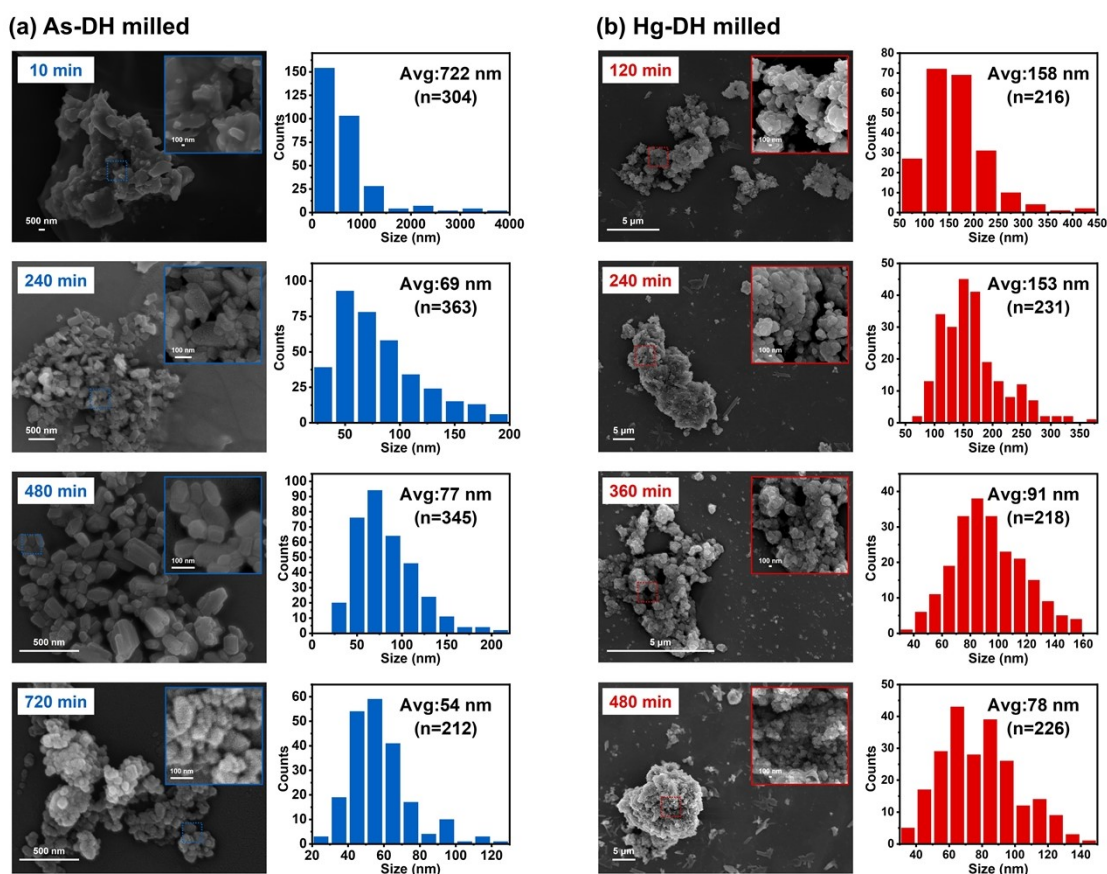 (a) As-DH milled
10 min
100 nm
500 nm
Counts
150
125
100
75
50
25
0
Avg:722 nm
(n=304)
0 1000 2000 3000 4000
Size (nm)
240 min
100 nm
500 nm
Counts
100
75
50
25
0
Avg:69 nm
(n=363)
50 100 150 200
Size (nm)
480 min
100 nm
500 nm
Counts
100
90
80
70
60
50
40
30
20
10
0
Avg:77 nm
(n=345)
50 100 150 200
Size (nm)
720 min
100 nm
500 nm
Counts
60
50
40
30
20
10
0
Avg:54 nm
(n=212)
20 40 60 80 100 120
Size (nm)
(b) Hg-DH milled
120 min
100 nm
5 μm
Counts
80
70
60
50
40
30
20
10
0
Avg:158 nm
(n=216)
50 100 150 200 250 300 350 400 450
Size (nm)
240 min
100 nm
5 μm
Counts
50
40
30
20
10
0
Avg:153 nm
(n=231)
50 100 150 200 250 300 350
Size (nm)
360 min
100 nm
5 μm
Counts
40
30
20
10
0
Avg:91 nm
(n=218)
40 60 80 100 120 140 160
Size (nm)
480 min
100 nm
5 μm
Counts
50
40
30
20
10
0
Avg:78 nm
(n=226)
40 60 80 100 120 140
Size (nm)